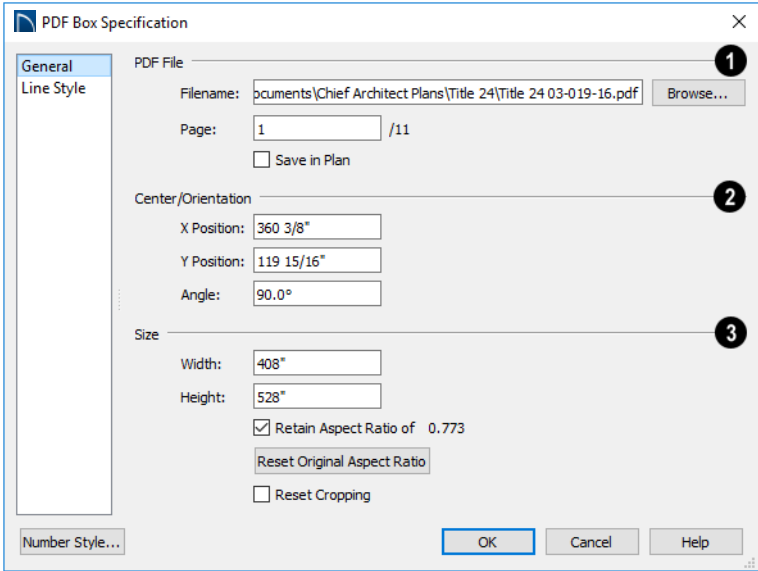 PDF Box Specification
General
Line Style
PDF File
1
Filename: ocuments\Chief Architect Plans\Title 24\Title 24 03-019-16.pdf Browse...
Page: 1 /11
Save in Plan
Center/Orientation
2
X Position: 360 3/8"
Y Position: 119 15/16"
Angle: 90.0°
Size
3
Width: 408"
Height: 528"
Retain Aspect Ratio of 0.773
Reset Original Aspect Ratio
Reset Cropping
Number Style... OK Cancel Help